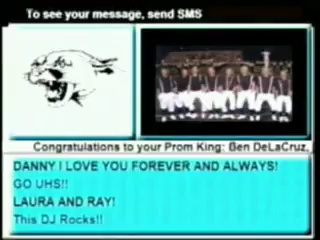 To see your message, send SMS
Congratulations to your Prom King: Ben DeLaCruz,
DANNY I LOVE YOU FOREVER AND ALWAYS!
GO UHS!!
LAURA AND RAY!
This DJ Rocks!!